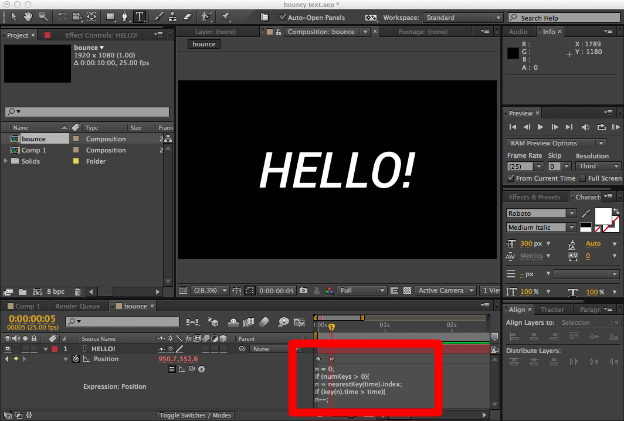 bouncy text.aep *
Auto-Open Panels
Workspace: Standard
Search Help
Project × Effect Controls: HELLO!
bounce
1920 x 1080 (1.00)
Δ 0:00:10:00, 25.00 fps
Name Type Size Frame
bounce Composition 2
Comp 1 Composition 2
Solids Folder
8 bpc
Layer: (none) Composition: bounce Footage: (none)
bounce
HELLO!
(28.3%) 0:00:00:05 Full Active Camera 1 View
Audio Info ×
R : X : 1789
G : Y : 1180
B :
A : 0
Preview ×
RAM Preview Options
Frame Rate Skip Resolution
(25) 0 Third
From Current Time Full Screen
Effects & Presets Charact
Roboto
Medium Italic
300 px Auto
Metrics 0
- px
100 % 100 %
Comp 1 Render Queue bounce ×
0:00:00:05
00005 (25.00 fps)
# Source Name Parent
1 HELLO! None
Position 950.7,552.6
Expression: Position
:00s 01s 02s
n = 0;
if (numKeys > 0){
n = nearestKey(time).index;
if (key(n).time > time){
n--;
Toggle Switches / Modes
Align × Tracker Paragra
Align Layers to: Selection
Distribute Layers: